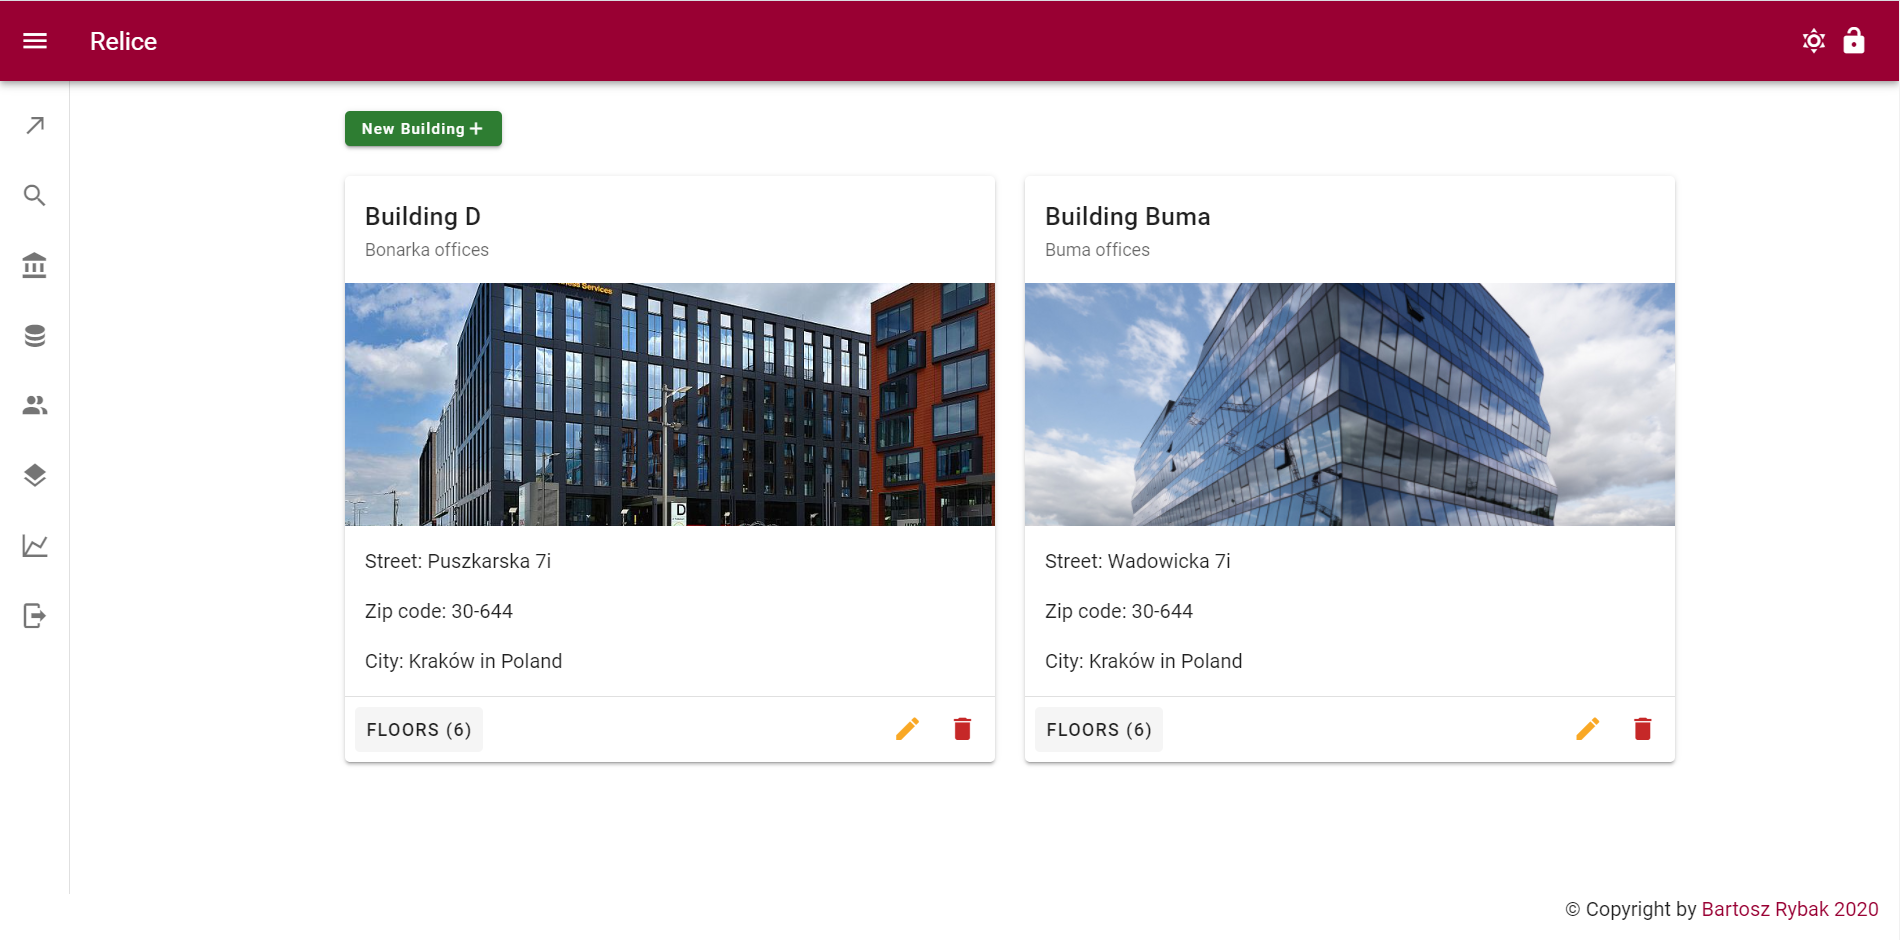 Relice
New Building
Building D
Bonarka offices
Services
D
Street: Puszkarska 7i
Zip code: 30-644
City: Kraków in Poland
FLOORS (6)
Building Buma
Buma offices
Street: Wadowicka 7i
Zip code: 30-644
City: Kraków in Poland
FLOORS (6)
© Copyright by Bartosz Rybak 2020